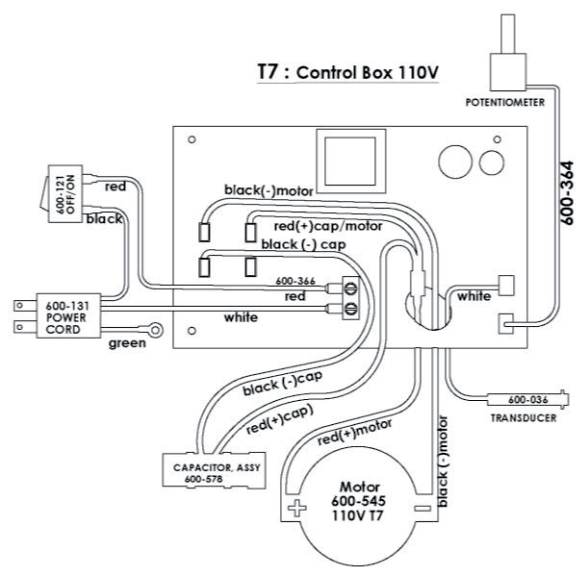 T7 : Control Box 110V
POTENTIOMETER
600-364
600-121
OFF/ON
red
black
black(-)motor
red(+)cap/motor
black (-) cap
600-366
red
white
white
600-131
POWER
CORD
green
black (-)cap
red(+)cap)
red(+)motor
black (-)motor
600-036
TRANSDUCER
CAPACITOR, ASSY
600-578
Motor
600-545
110V T7
+
−